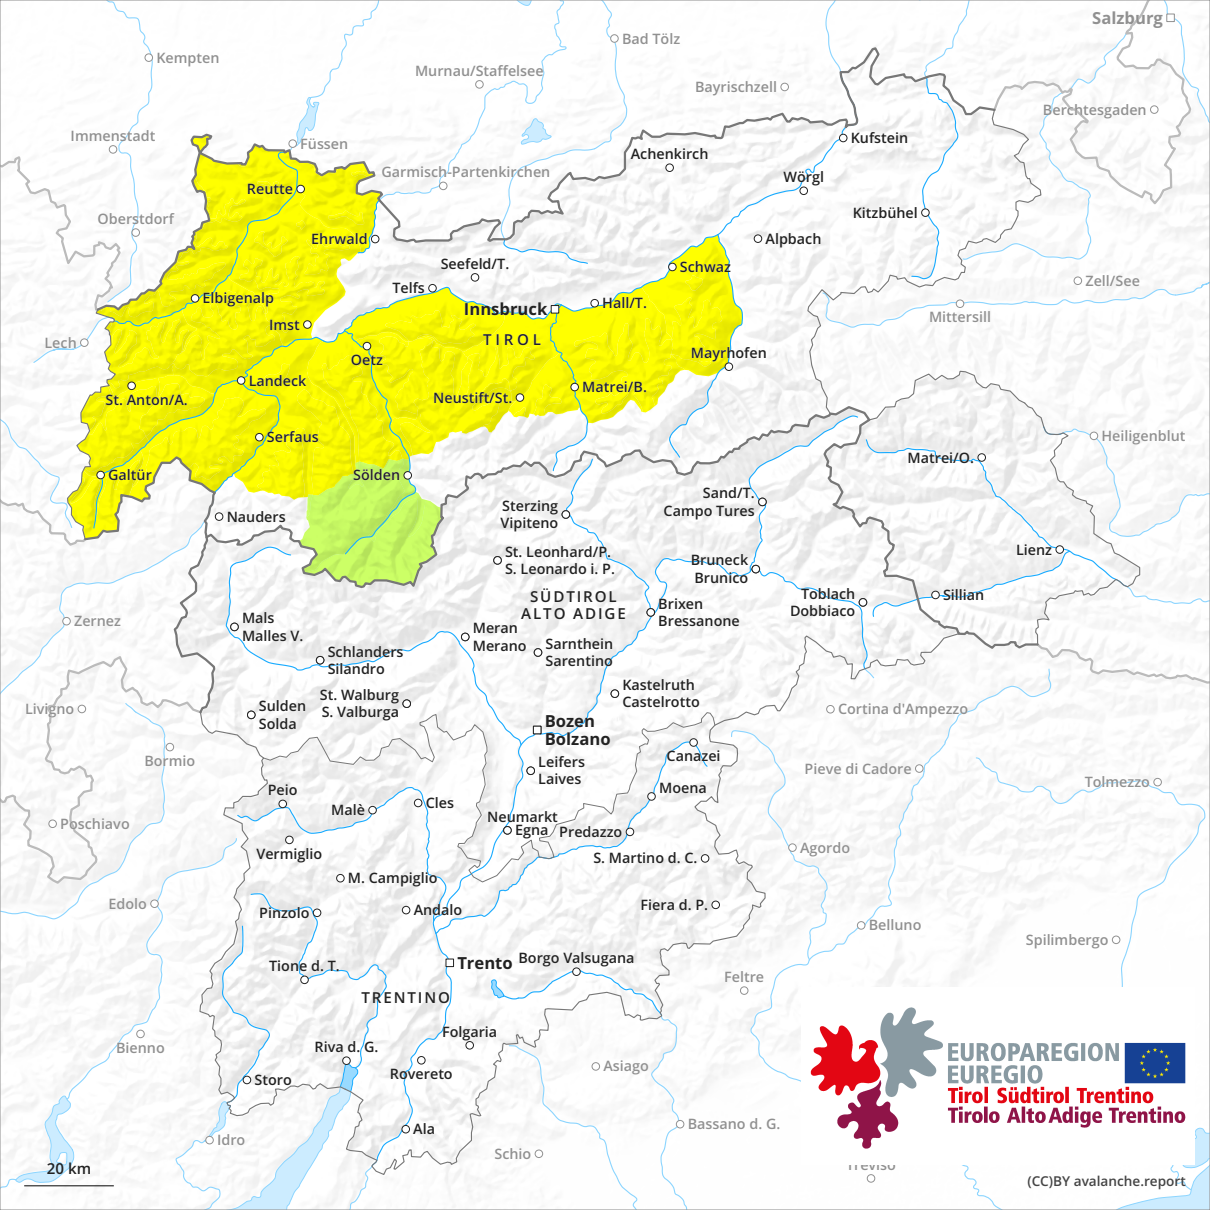 Salzburg
Kempten
Bad Tölz
Murnau/Staffelsee
Bayrischzell
Berchtesgaden
Immenstadt
Füssen
Kufstein
Achenkirch
Garmisch-Partenkirchen
Wörgl
Reutte
Oberstdorf
Kitzbühel
Ehrwald
Alpbach
Seefeld/T.
Schwaz
Zell/See
Telfs
Elbigenalp
Innsbruck
Hall/T.
Mittersill
Imst
TIROL
Lech
Oetz
Mayrhofen
Landeck
Matrei/B.
St. Anton/A.
Neustift/St.
Serfaus
Heiligenblut
Matrei/O.
Galtür
Sölden
Sand/T.
Campo Tures
Sterzing
Vipiteno
Nauders
Lienz
St. Leonhard/P.
S. Leonardo i. P.
Bruneck
Brunico
SÜDTIROL
ALTO ADIGE
Toblach
Dobbiaco
Sillian
Brixen
Bressanone
Zernez
Mals
Malles V.
Meran
Merano
Sarnthein
Sarentino
Schlanders
Silandro
Kastelruth
Castelrotto
St. Walburg
S. Valburga
Sulden
Solda
Livigno
Cortina d'Ampezzo
Bozen
Bolzano
Canazei
Bormio
Leifers
Laives
Pieve di Cadore
Tolmezzo
Peio
Moena
Malè
Cles
Neumarkt
Egna
Predazzo
Poschiavo
Vermiglio
S. Martino d. C.
Agordo
M. Campiglio
Edolo
Pinzolo
Andalo
Fiera d. P.
Belluno
Spilimbergo
Trento
Borgo Valsugana
Tione d. T.
Feltre
TRENTINO
Folgaria
Bienno
Riva d. G.
Rovereto
Asiago
Storo
EUROPAREGION
EUREGIO
Tirol Südtirol Trentino
Tirolo Alto Adige Trentino
Ala
Bassano d. G.
Idro
Schio
Treviso
20 km
(CC)BY avalanche.report